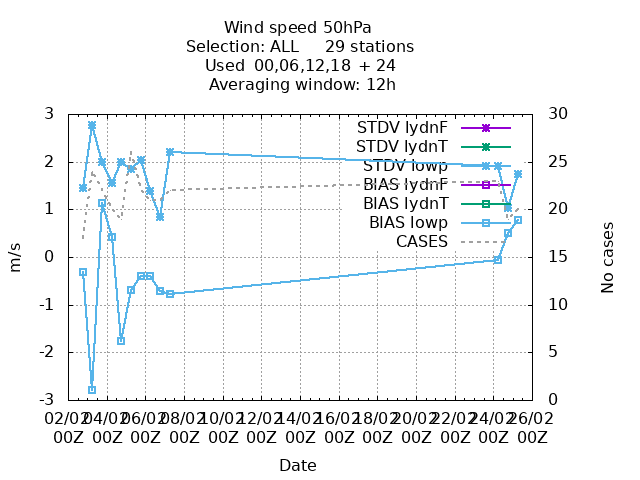 Wind speed 50hPa
Selection: ALL 29 stations
Used 00,06,12,18 + 24
Averaging window: 12h
STDV lydnF
STDV lydnT
STDV lowp
BIAS lydnF
BIAS lydnT
BIAS lowp
CASES
3
2
1
0
-1
-2
-3
m/s
30
25
20
15
10
5
0
No cases
02/02 04/02 06/02 08/02 10/02 12/02 14/02 16/02 18/02 20/02 22/02 24/02 26/02
00Z 00Z 00Z 00Z 00Z 00Z 00Z 00Z 00Z 00Z 00Z 00Z 00Z
Date